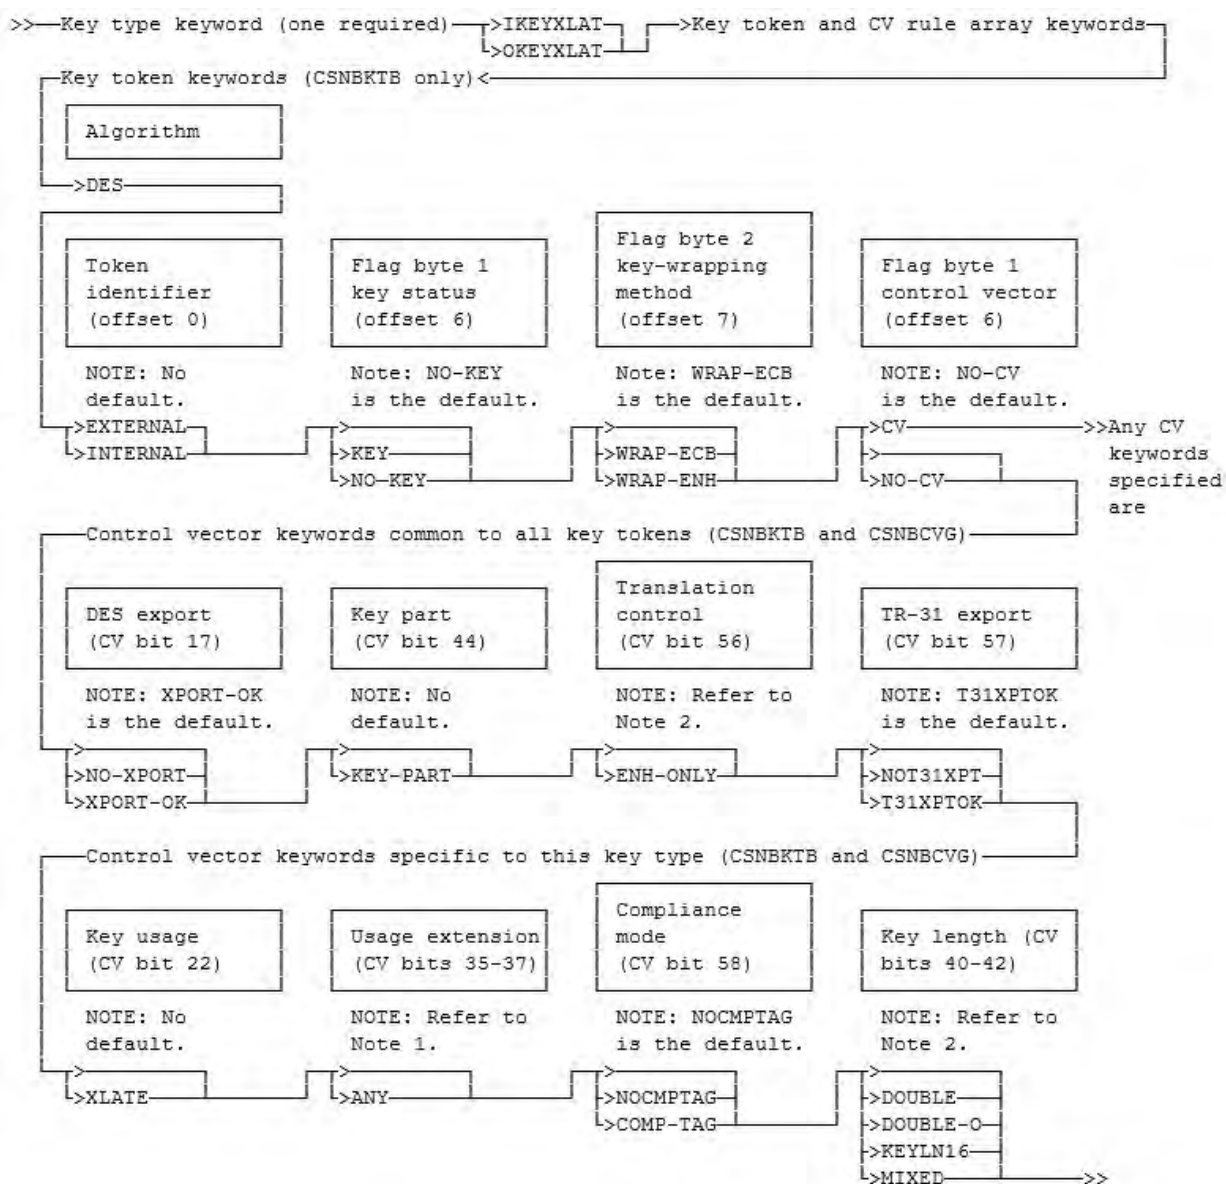 >>—Key type keyword (one required)—>IKEYXLAT—>Key token and CV rule array keywords—
>OKEYXLAT
Key token keywords (CSNBKTB only)<
Algorithm
>DES
Token identifier (offset 0)
Flag byte 1 key status (offset 6)
Flag byte 2 key-wrapping method (offset 7)
Flag byte 1 control vector (offset 6)
NOTE: No default.
Note: NO-KEY is the default.
Note: WRAP-ECB is the default.
NOTE: NO-CV is the default.
>EXTERNAL > > >CV >>Any CV
>INTERNAL >KEY >WRAP-ECB > keywords
>NO-KEY >WRAP-ENH >NO-CV specified
are
Control vector keywords common to all key tokens (CSNBKTB and CSNBCVG)
DES export (CV bit 17)
Key part (CV bit 44)
Translation control (CV bit 56)
TR-31 export (CV bit 57)
NOTE: XPORT-OK is the default.
NOTE: No default.
NOTE: Refer to Note 2.
NOTE: T31XPTOK is the default.
> > > >
>NO-XPORT >KEY-PART >ENH-ONLY >NOT31XPT
>XPORT-OK >T31XPTOK
Control vector keywords specific to this key type (CSNBKTB and CSNBCVG)
Key usage (CV bit 22)
Usage extension (CV bits 35-37)
Compliance mode (CV bit 58)
Key length (CV bits 40-42)
NOTE: No default.
NOTE: Refer to Note 1.
NOTE: NOCMPTAG is the default.
NOTE: Refer to Note 2.
> > > >
>XLATE >ANY >NOCMPTAG >DOUBLE
>COMP-TAG >DOUBLE-O
>KEYLN16
>MIXED >>